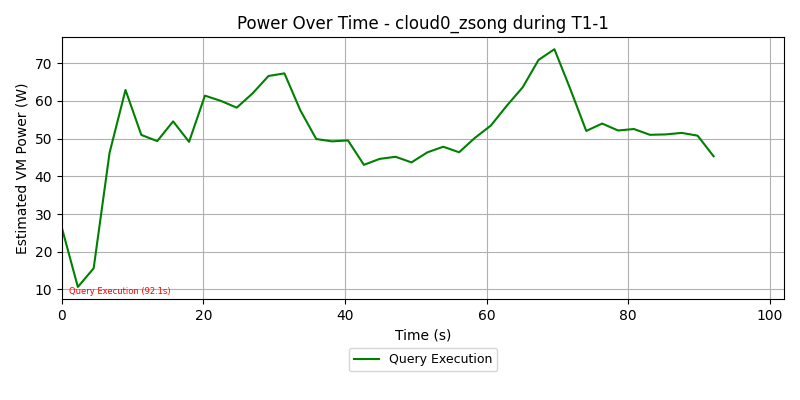 Power Over Time - cloud0_zsong during T1-1
Estimated VM Power (W)
70
60
50
40
30
20
10
Query Execution (92.1s)
0 20 40 60 80 100
Time (s)
Query Execution